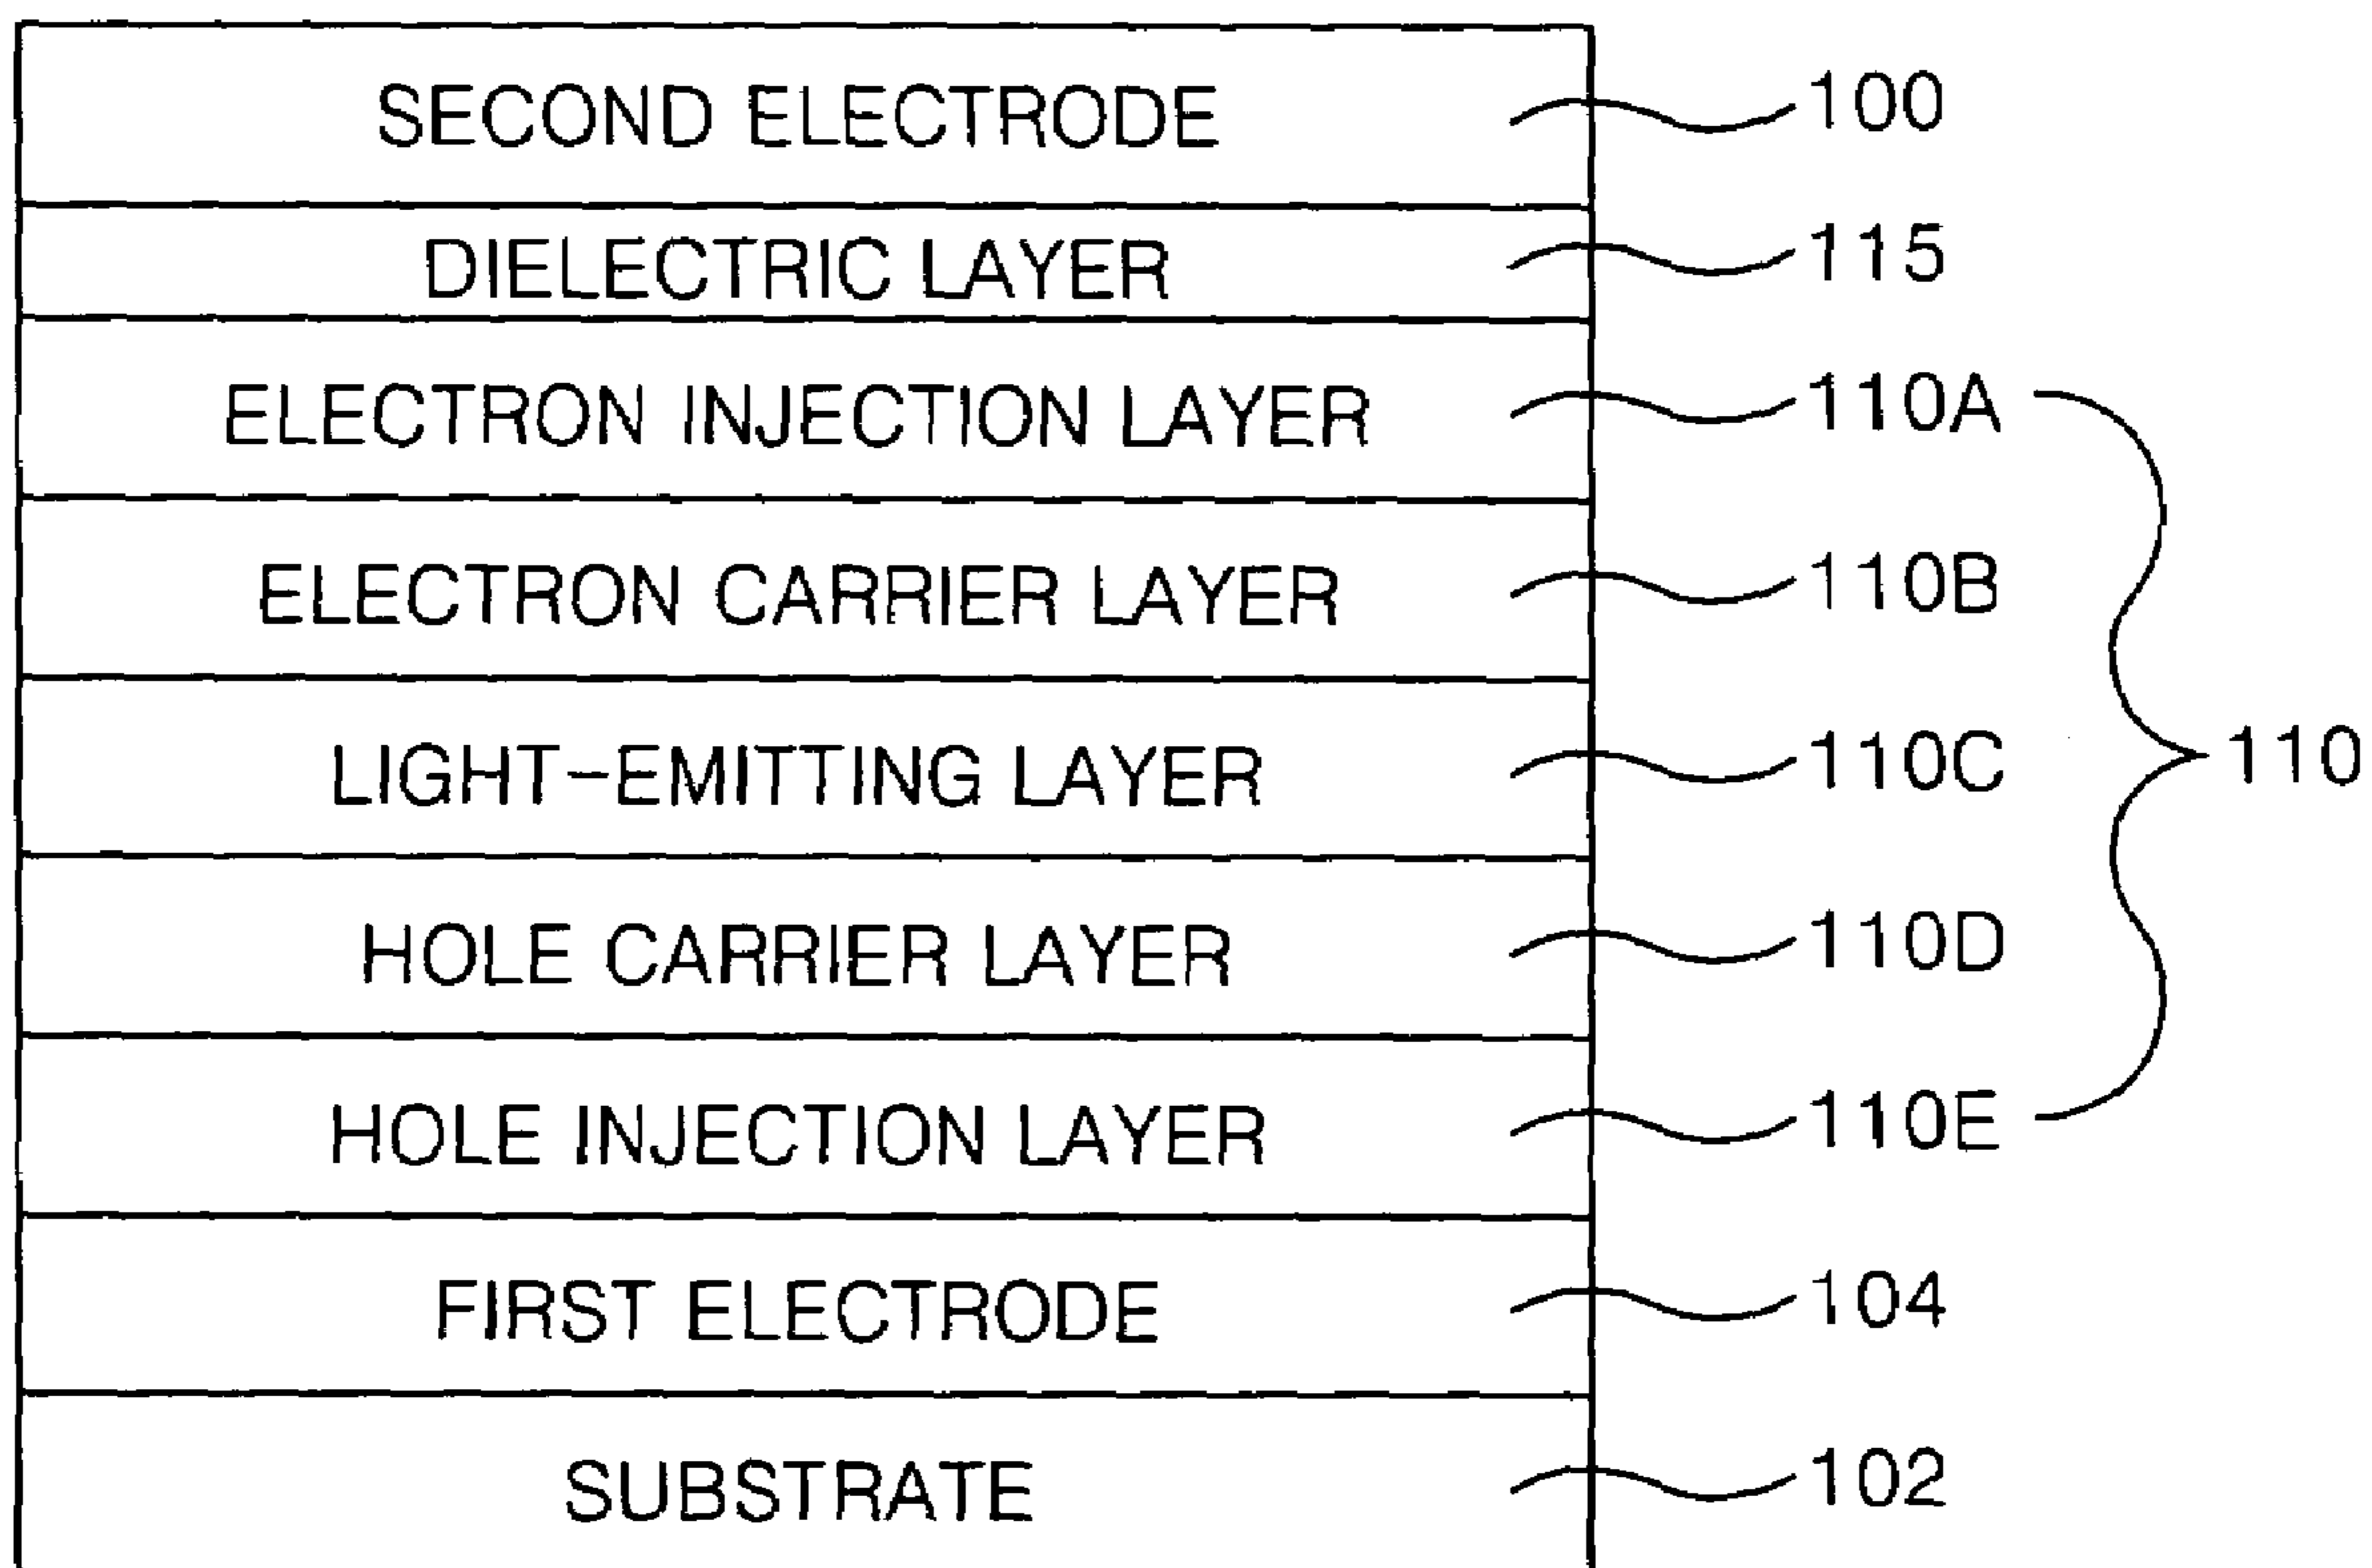 SECOND ELECTRODE 100
DIELECTRIC LAYER 115
ELECTRON INJECTION LAYER 110A
ELECTRON CARRIER LAYER 110B
LIGHT-EMITTING LAYER 110C
110
HOLE CARRIER LAYER 110D
HOLE INJECTION LAYER 110E
FIRST ELECTRODE 104
SUBSTRATE 102